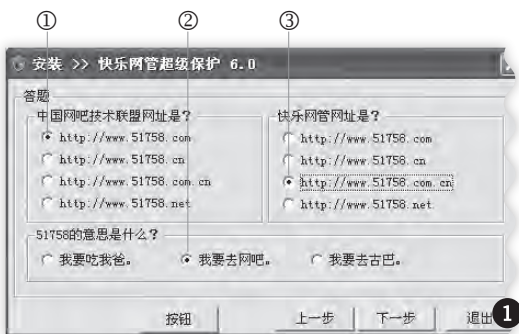 ① ② ③
安装 >> 快乐网管超级保护 6.0
答题
中国网吧技术联盟网址是?
http://www.51758.com
http://www.51758.cn
http://www.51758.com.cn
http://www.51758.net
快乐网管网址是?
http://www.51758.com
http://www.51758.cn
http://www.51758.com.cn
http://www.51758.net
51758的意思是什么?
我要吃我爸。 我要去网吧。 我要去古巴。
按钮 上一步 下一步 退出
1